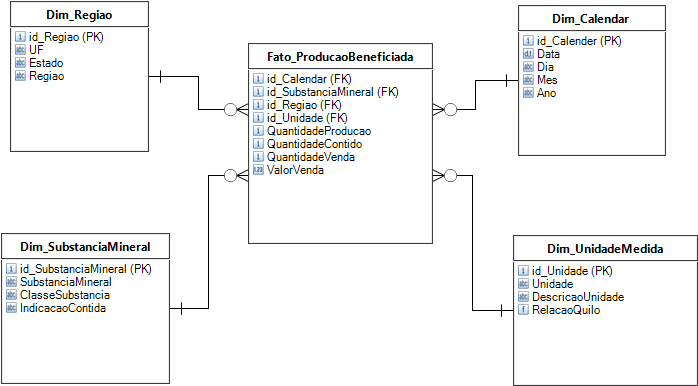 Dim_Regiao
id_Regiao (PK)
UF
Estado
Regiao
Fato_ProducaoBeneficiada
id_Calendar (FK)
id_SubstanciaMineral (FK)
id_Regiao (FK)
id_Unidade (FK)
QuantidadeProducao
QuantidadeContido
QuantidadeVenda
ValorVenda
Dim_Calendar
id_Calender (PK)
Data
Dia
Mes
Ano
Dim_SubstanciaMineral
id_SubstanciaMineral (PK)
SubstanciaMineral
ClasseSubstancia
IndicacaoContida
Dim_UnidadeMedida
id_Unidade (PK)
Unidade
DescricaoUnidade
RelacaoQuilo